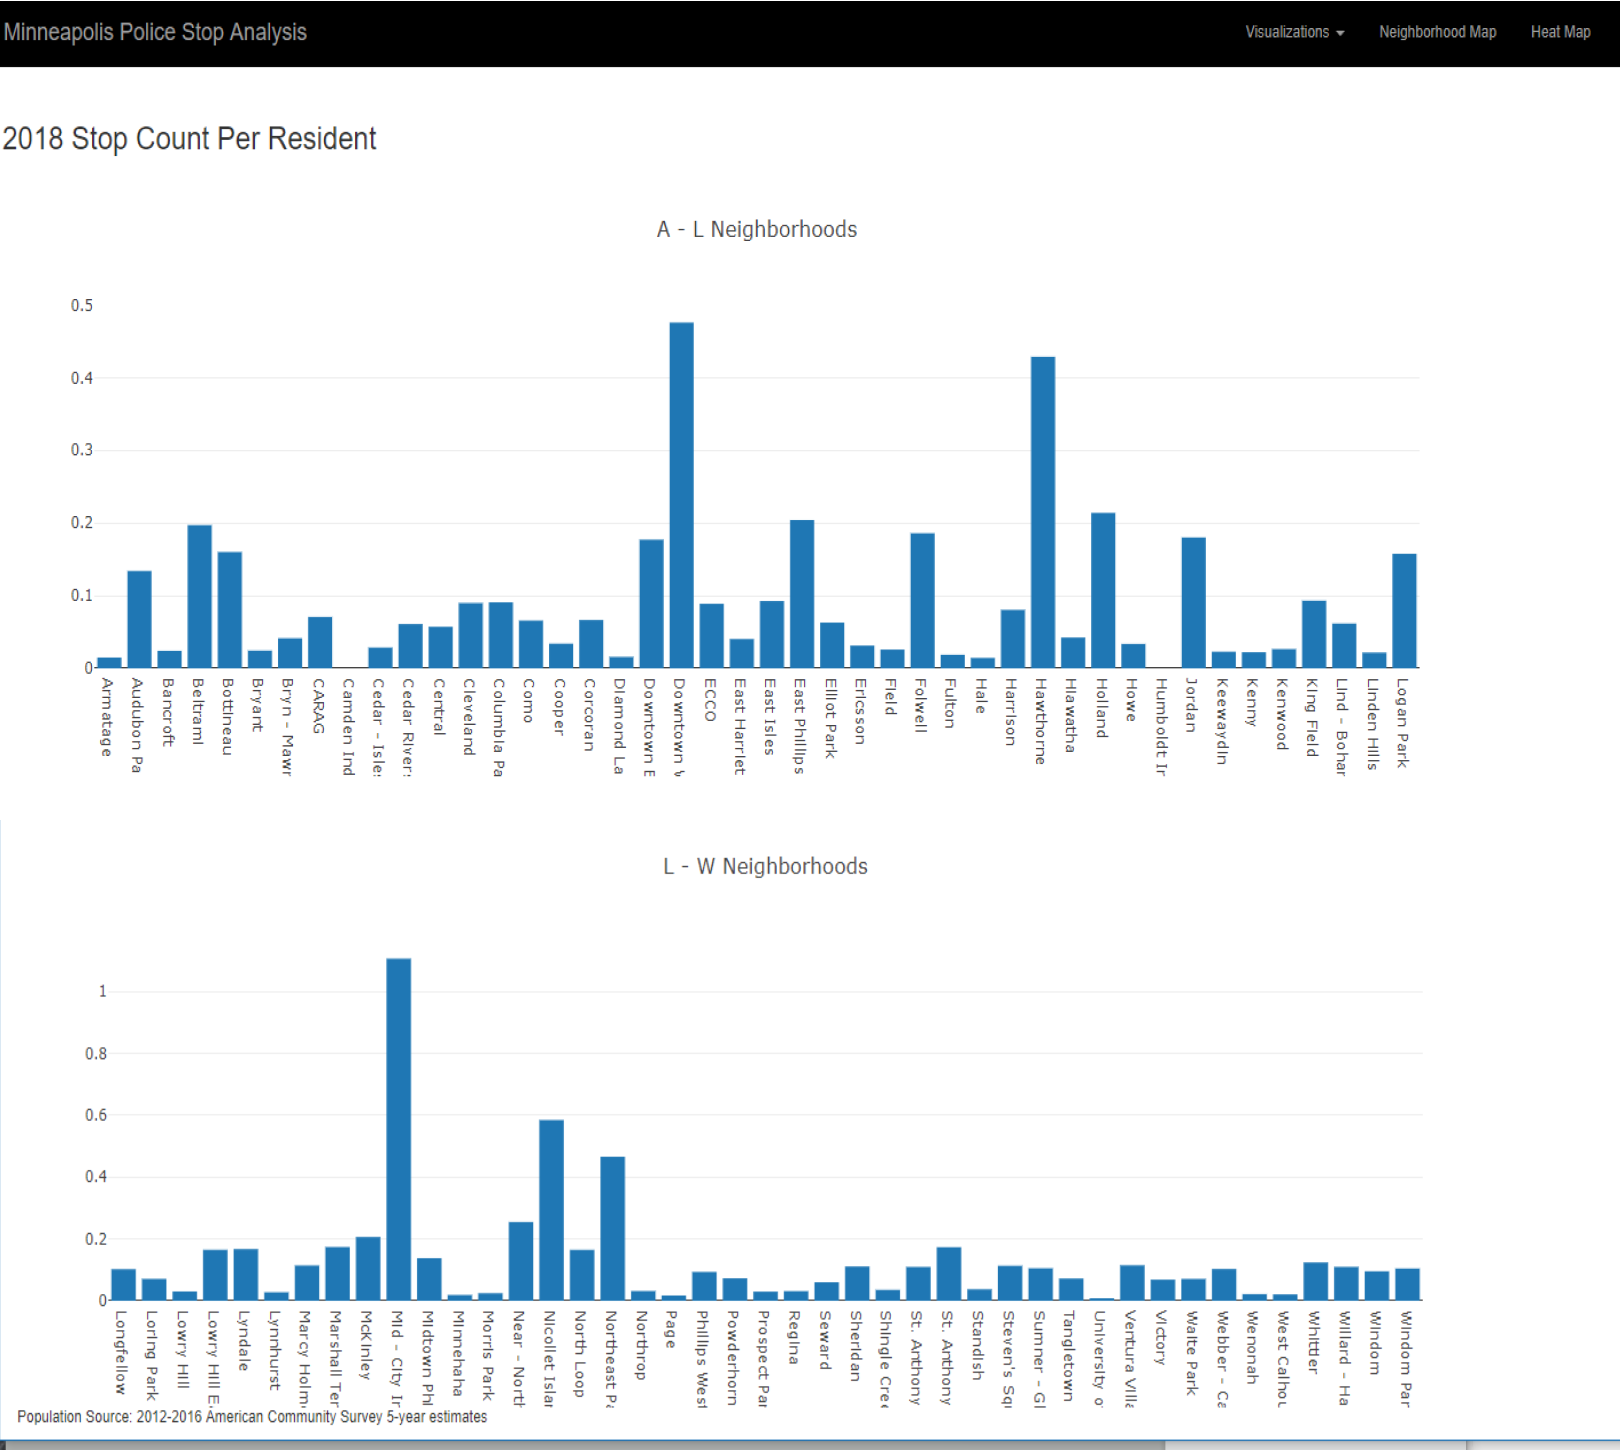 Minneapolis Police Stop Analysis
Visualizations
Neighborhood Map
Heat Map
2018 Stop Count Per Resident
A - L Neighborhoods
0.5
0.4
0.3
0.2
0.1
0
Armatage
Audubon Pa
Bancroft
Beltrami
Bottineau
Bryant
Bryn - Mawr
CARAG
Camden Ind
Cedar - Isles
Cedar Rivers
Central
Cleveland
Columbia Pa
Como
Cooper
Corcoran
Diamond La
Downtown E
Downtown W
ECCO
East Harriet
East Isles
East Phillips
Elliot Park
Ericsson
Field
Folwell
Fulton
Hale
Harrison
Hawthorne
Hiawatha
Holland
Howe
Humboldt In
Jordan
Keewaydin
Kenny
Kenwood
King Field
Lind - Bohar
Linden Hills
Logan Park
L - W Neighborhoods
1
0.8
0.6
0.4
0.2
0
Longfellow
Loring Park
Lowry Hill
Lowry Hill E
Lyndale
Lynnhurst
Marcy Holm
Marshall Ter
McKinley
Mid - City In
Midtown Phi
Minnehaha
Morris Park
Near - North
Nicollet Islan
North Loop
Northeast Pa
Northrop
Page
Phillips West
Powderhorn
Prospect Par
Regina
Seward
Sheridan
Shingle Cree
St. Anthony
St. Anthony
Standish
Steven's Squ
Sumner - Gl
Tangletown
University o
Ventura Villa
Victory
Waite Park
Webber - Ca
Wenonah
West Calhou
Whittier
Willard - Ha
Windom
Windom Par
Population Source: 2012-2016 American Community Survey 5-year estimates